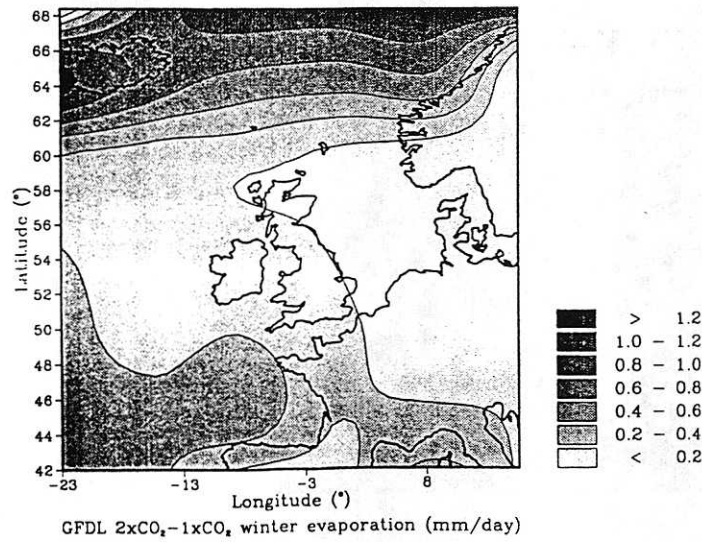 68
66
64
62
60
58
56
54
52
50
48
46
44
42
Latitude (°)
-23
-13
-3
8
Longitude (°)
GFDL 2xCO₂-1xCO₂ winter evaporation (mm/day)
> 1.2
1.0 - 1.2
0.8 - 1.0
0.6 - 0.8
0.4 - 0.6
0.2 - 0.4
< 0.2